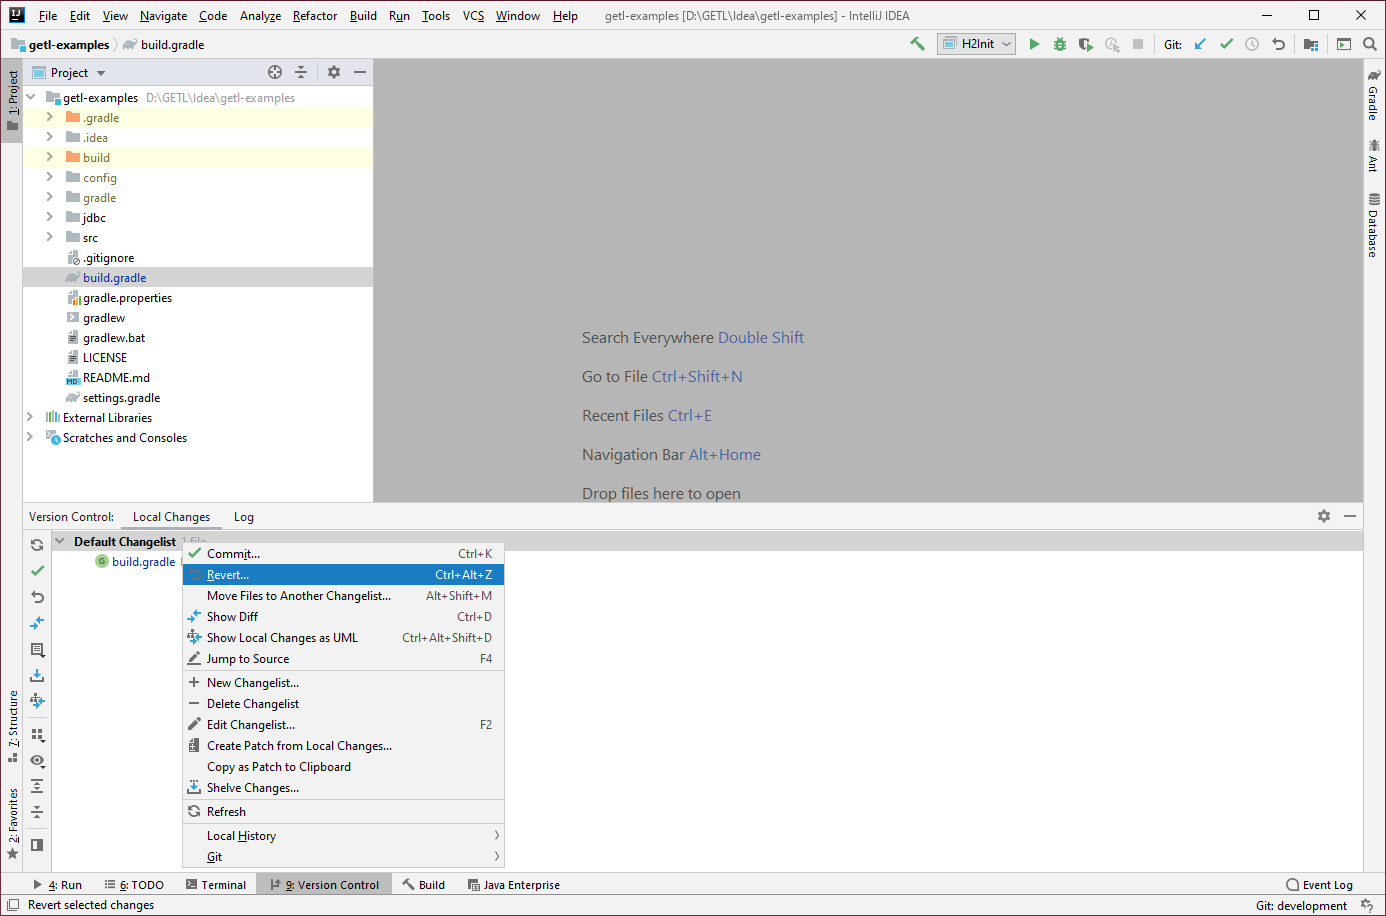 File Edit View Navigate Code Analyze Refactor Build Run Tools VCS Window Help getl-examples [D:\GETL\Idea\getl-examples] - IntelliJ IDEA
getl-examples build.gradle H2Init Git:
1: Project
Project
getl-examples D:\GETL\Idea\getl-examples
.gradle
.idea
build
config
gradle
jdbc
src
.gitignore
build.gradle
gradle.properties
gradlew
gradlew.bat
LICENSE
README.md
settings.gradle
External Libraries
Scratches and Consoles
Search Everywhere Double Shift
Go to File Ctrl+Shift+N
Recent Files Ctrl+E
Navigation Bar Alt+Home
Drop files here to open
Gradle
Ant
Database
Version Control: Local Changes Log
Default Changelist 1 file
build.gradle
Commit... Ctrl+K
Revert... Ctrl+Alt+Z
Move Files to Another Changelist... Alt+Shift+M
Show Diff Ctrl+D
Show Local Changes as UML Ctrl+Alt+Shift+D
Jump to Source F4
New Changelist...
Delete Changelist
Edit Changelist... F2
Create Patch from Local Changes...
Copy as Patch to Clipboard
Shelve Changes...
Refresh
Local History
Git
7: Structure
2: Favorites
4: Run 6: TODO Terminal 9: Version Control Build Java Enterprise Event Log
Revert selected changes Git: development